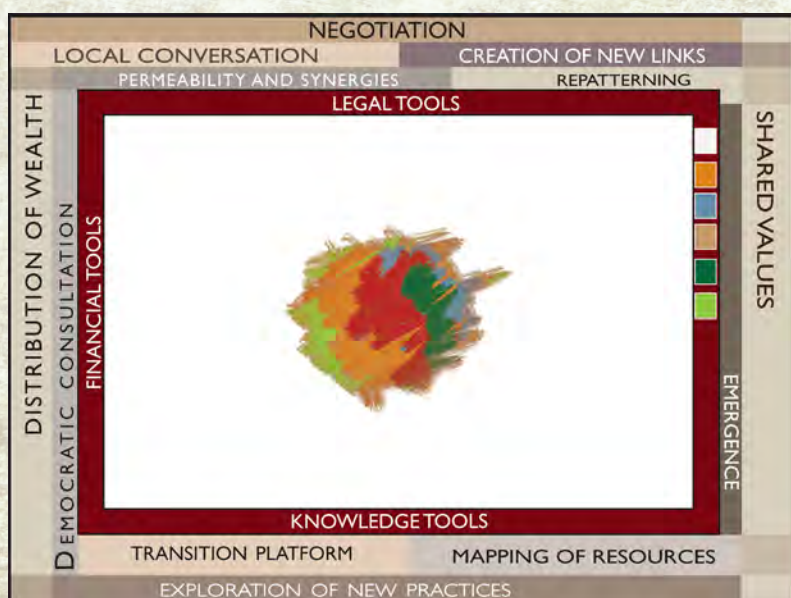 NEGOTIATION
LOCAL CONVERSATION
CREATION OF NEW LINKS
PERMEABILITY AND SYNERGIES
REPATTERNING
LEGAL TOOLS
DISTRIBUTION OF WEALTH
DEMOCRATIC CONSULTATION
FINANCIAL TOOLS
SHARED VALUES
EMERGENCE
KNOWLEDGE TOOLS
TRANSITION PLATFORM
MAPPING OF RESOURCES
EXPLORATION OF NEW PRACTICES